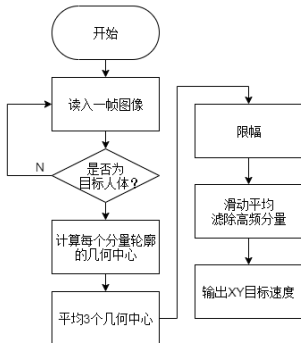 开始
读入一帧图像
N
是否为
目标人体？
计算每个分量轮廓
的几何中心
平均3个几何中心
限幅
滑动平均
滤除高频分量
输出XY目标速度